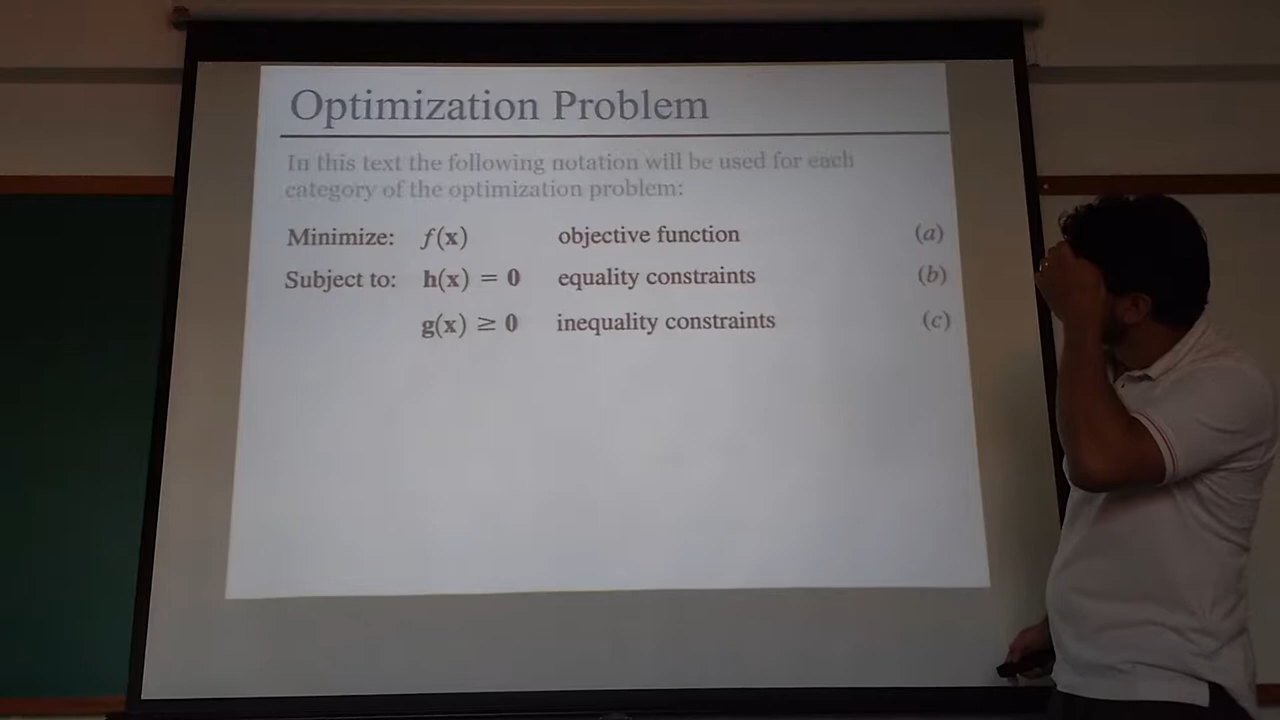 Optimization Problem
In this text the following notation will be used for each
category of the optimization problem:
Minimize: f(x) objective function (a)
Subject to: h(x) = 0 equality constraints (b)
g(x) ≥ 0 inequality constraints (c)